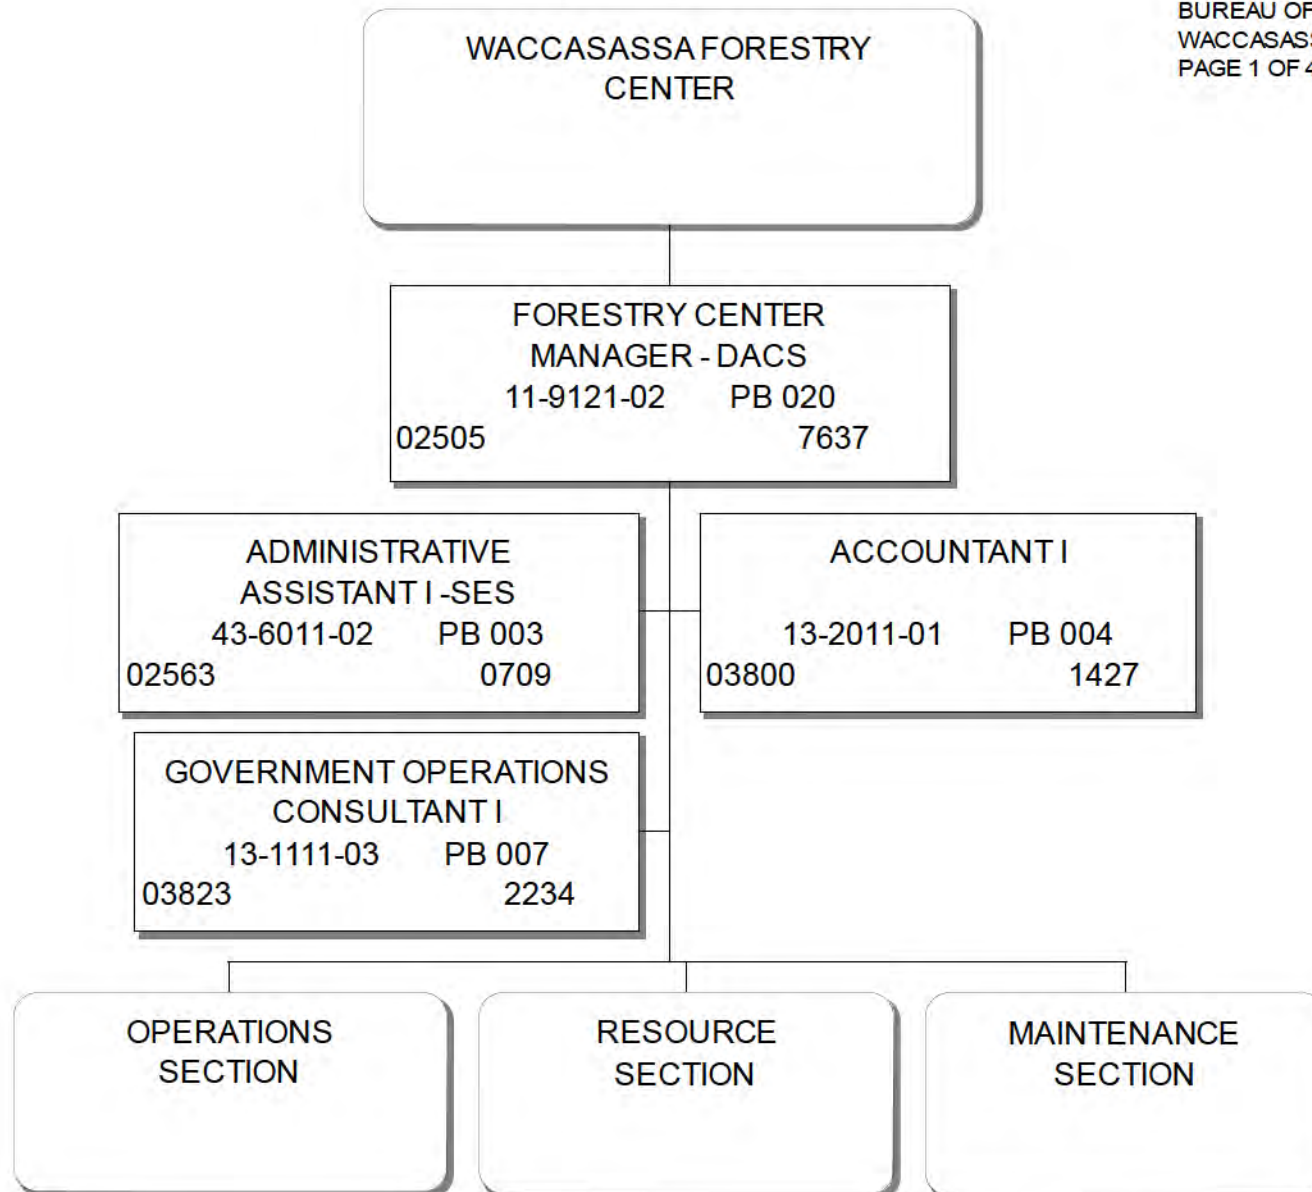 BUREAU OF
PAGE 1 OF 4
WACCASASSA FORESTRY
CENTER
FORESTRY CENTER
MANAGER - DACS
11-9121-02 PB 020
02505 7637
ADMINISTRATIVE
ASSISTANT I -SES
43-6011-02 PB 003
02563 0709
ACCOUNTANT I
13-2011-01 PB 004
03800 1427
GOVERNMENT OPERATIONS
CONSULTANT I
13-1111-03 PB 007
03823 2234
OPERATIONS
SECTION
RESOURCE
SECTION
MAINTENANCE
SECTION